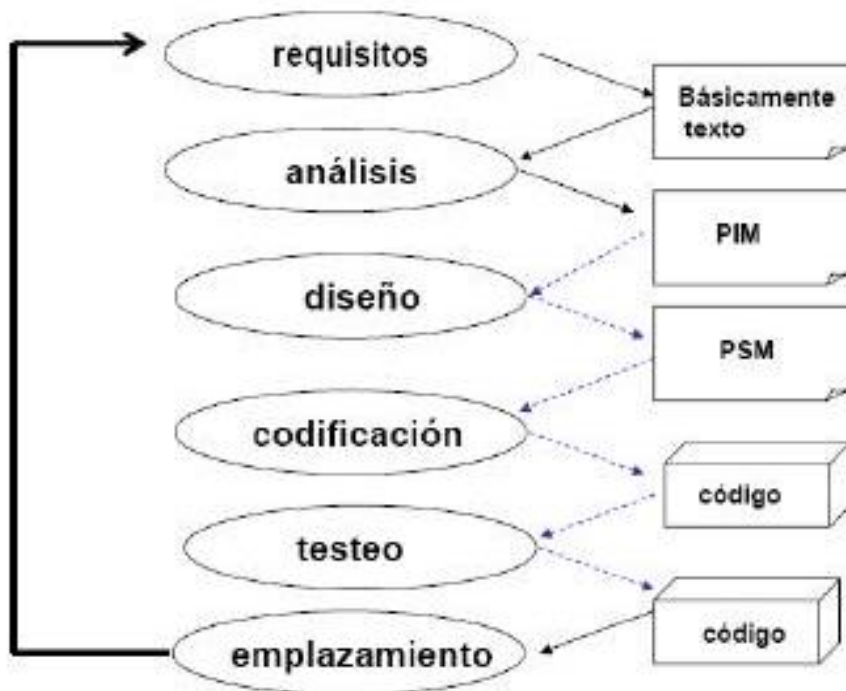 requisitos
Básicamente
texto
análisis
PIM
diseño
PSM
codificación
código
testeo
código
emplazamiento